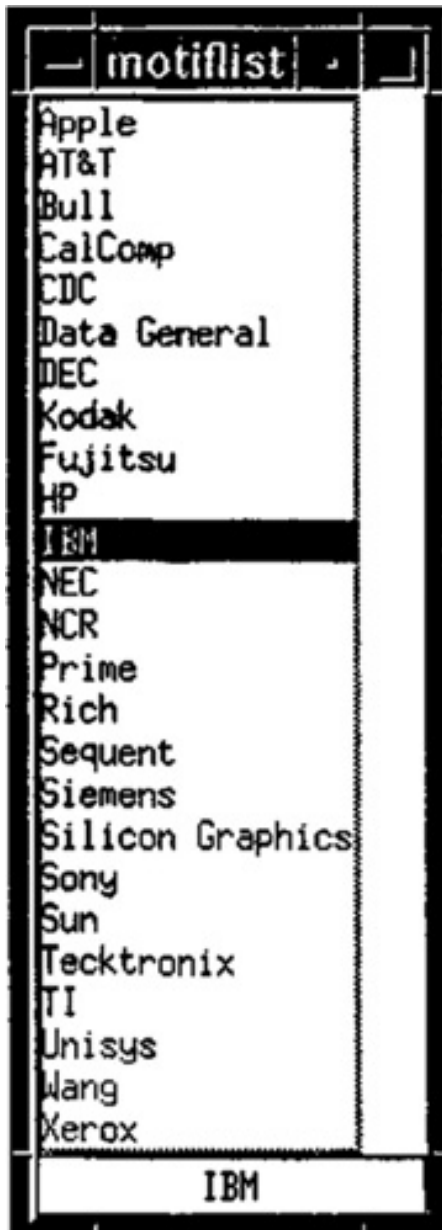 motiflist
Apple
AT&T
Bull
CalComp
CDC
Data General
DEC
Kodak
Fujitsu
HP
IBM
NEC
NCR
Prime
Rich
Sequent
Siemens
Silicon Graphics
Sony
Sun
Tecktronix
TI
Unisys
Wang
Xerox
IBM